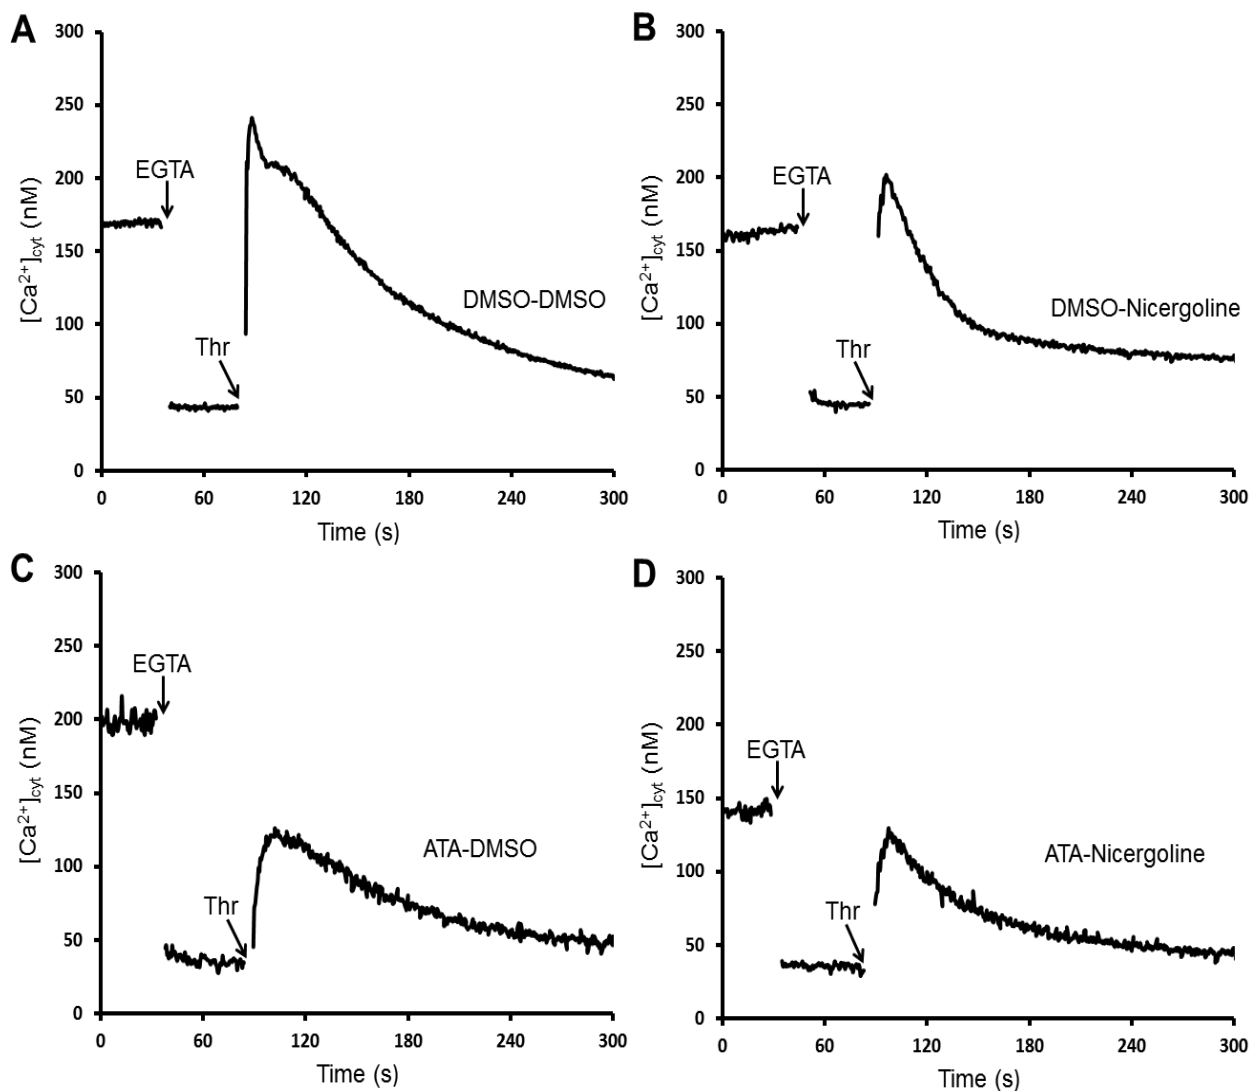 A
300
250
200
150
100
50
0
[Ca²⁺]cyt (nM)
EGTA
Thr
DMSO-DMSO
0 60 120 180 240 300
Time (s)
B
300
250
200
150
100
50
0
[Ca²⁺]cyt (nM)
EGTA
Thr
DMSO-Nicergoline
0 60 120 180 240 300
Time (s)
C
300
250
200
150
100
50
0
[Ca²⁺]cyt (nM)
EGTA
Thr
ATA-DMSO
0 60 120 180 240 300
Time (s)
D
300
250
200
150
100
50
0
[Ca²⁺]cyt (nM)
EGTA
Thr
ATA-Nicergoline
0 60 120 180 240 300
Time (s)